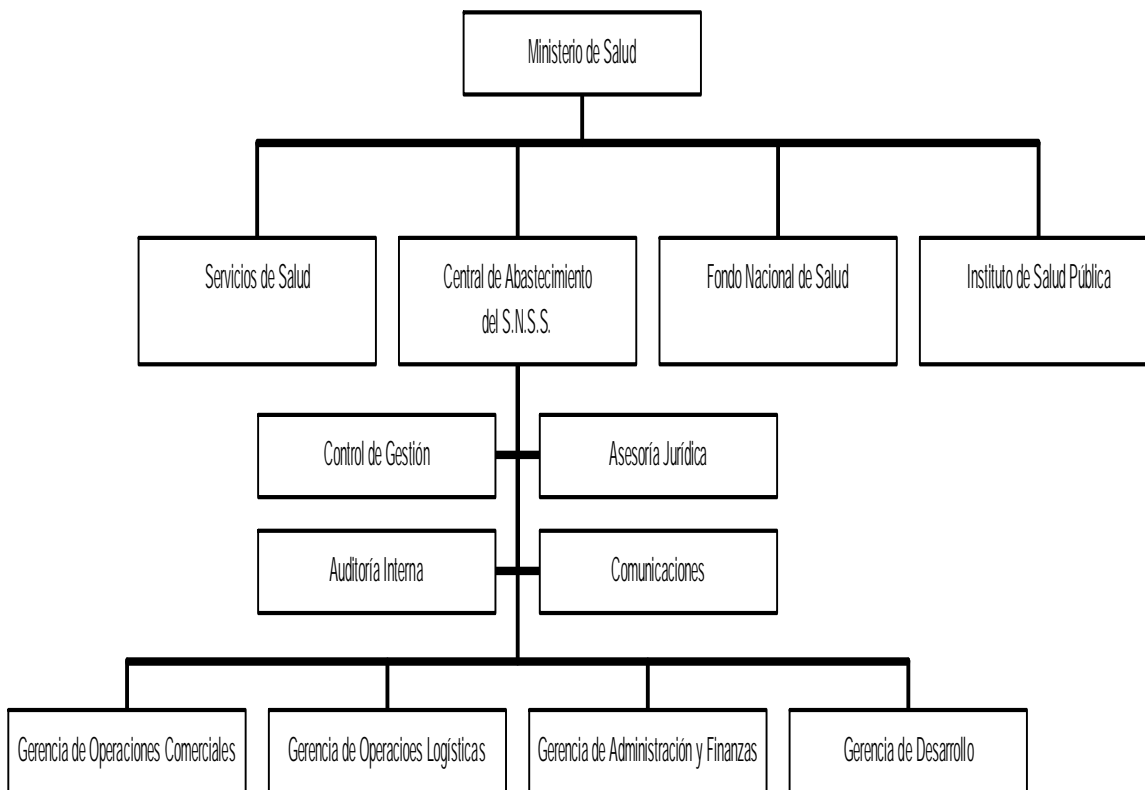 Ministerio de Salud
Servicios de Salud
Central de Abastecimiento
del S.N.S.S.
Fondo Nacional de Salud
Instituto de Salud Pública
Control de Gestión
Asesoría Jurídica
Auditoría Interna
Comunicaciones
Gerencia de Operaciones Comerciales
Gerencia de Operacioes Logísticas
Gerencia de Administración y Finanzas
Gerencia de Desarrollo